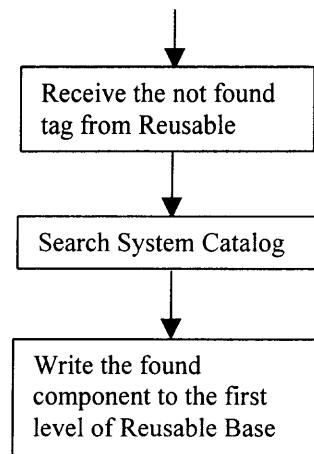 Receive the not found
tag from Reusable
Search System Catalog
Write the found
component to the first
level of Reusable Base